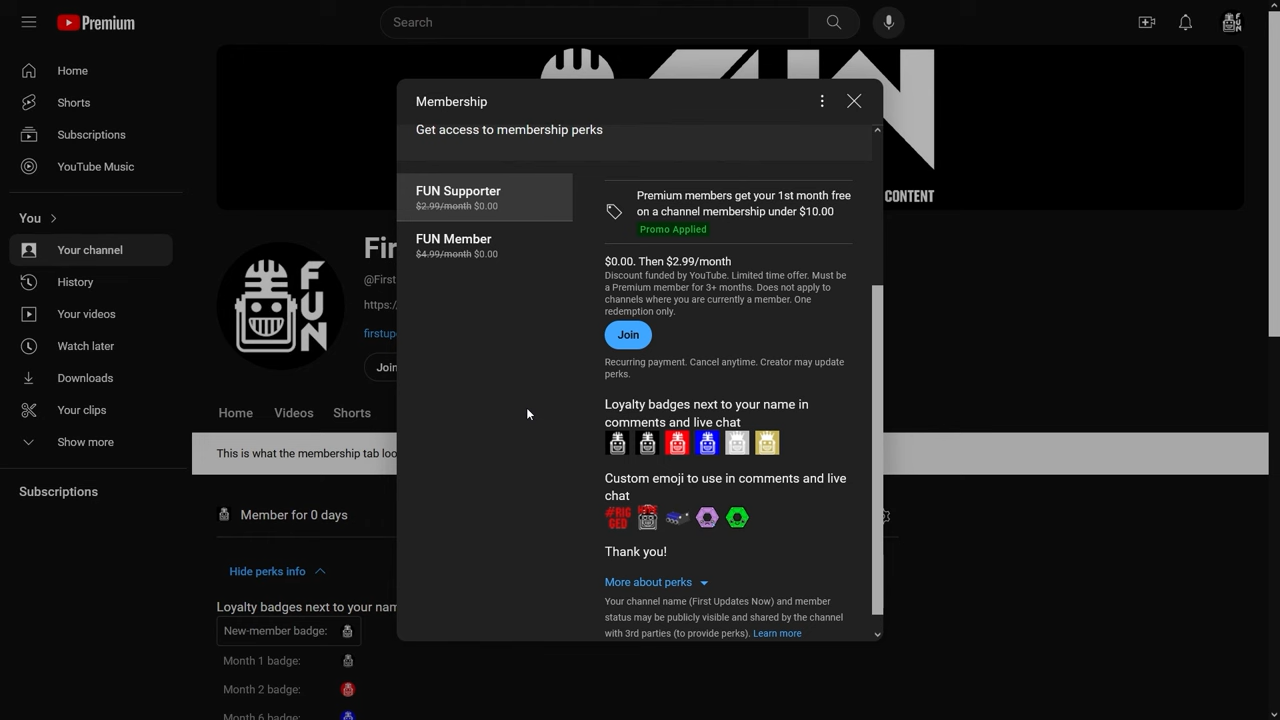 Premium
Search
Home
Shorts
Subscriptions
YouTube Music
You
Your channel
History
Your videos
Watch later
Downloads
Your clips
Show more
Subscriptions
CONTENT
FUN
Fir
@First
https:
firstup
Join
Home
Videos
Shorts
This is what the membership tab loo
Member for 0 days
Hide perks info
Loyalty badges next to your nam
New-member badge:
Month 1 badge:
Month 2 badge:
Month 6 badge:
Membership
Get access to membership perks
FUN Supporter
$2.99/month $0.00
FUN Member
$4.99/month $0.00
Premium members get your 1st month free
on a channel membership under $10.00
Promo Applied
$0.00. Then $2.99/month
Discount funded by YouTube. Limited time offer. Must be
a Premium member for 3+ months. Does not apply to
channels where you are currently a member. One
redemption only.
Join
Recurring payment. Cancel anytime. Creator may update
perks.
Loyalty badges next to your name in
comments and live chat
Custom emoji to use in comments and live
chat
#RIG
GED
Thank you!
More about perks
Your channel name (First Updates Now) and member
status may be publicly visible and shared by the channel
with 3rd parties (to provide perks). Learn more